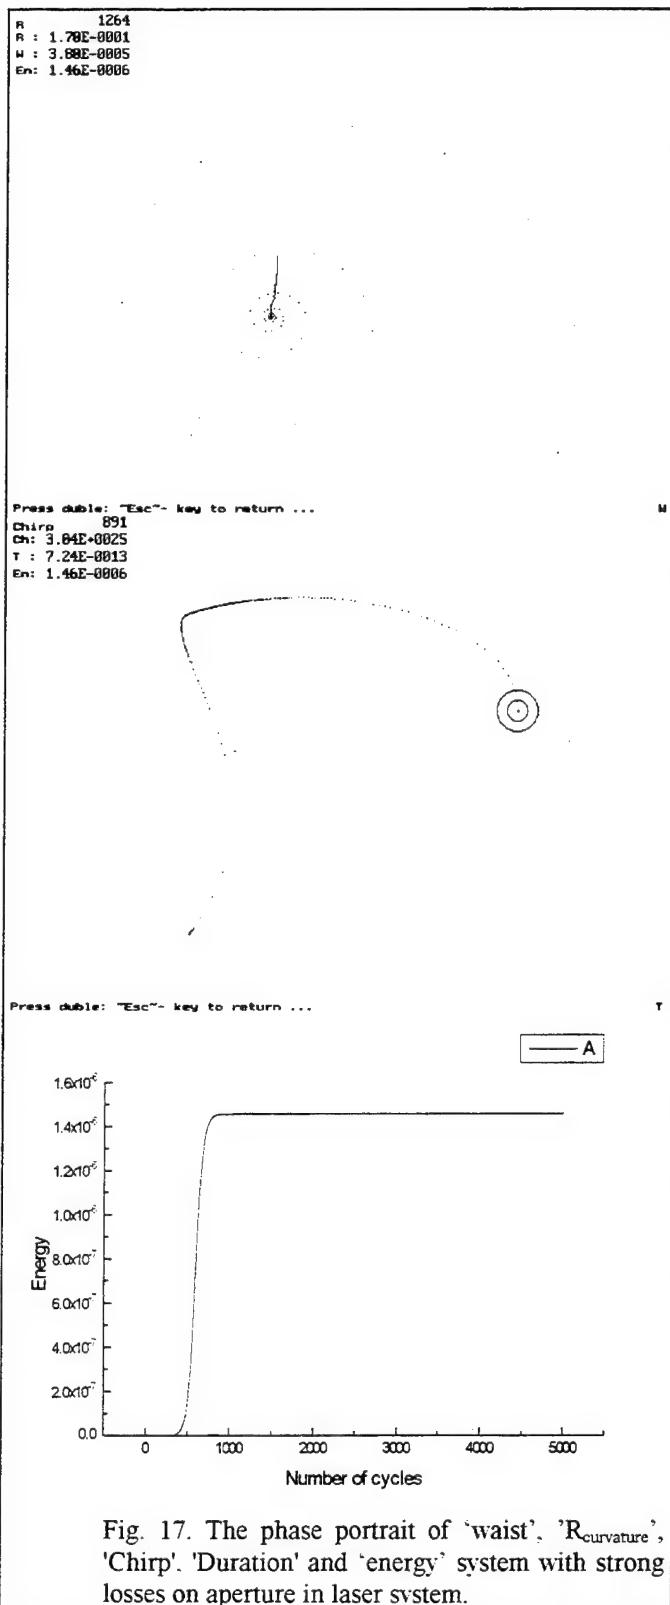 R 1264
R : 1.78E-0001
W : 3.88E-0005
En: 1.46E-0006
Press duble: "Esc"- key to return ... W
Chirp 891
Ch: 3.04E+0025
T : 7.24E-0013
En: 1.46E-0006
Press duble: "Esc"- key to return ... T
A
1.6x10⁻⁶
1.4x10⁻⁶
1.2x10⁻⁶
1.0x10⁻⁶
8.0x10⁻⁷
6.0x10⁻⁷
4.0x10⁻⁷
2.0x10⁻⁷
0.0
Energy
0 1000 2000 3000 4000 5000
Number of cycles
Fig. 17. The phase portrait of 'waist', 'Rcurvature',
'Chirp'. 'Duration' and 'energy' system with strong
losses on aperture in laser system.